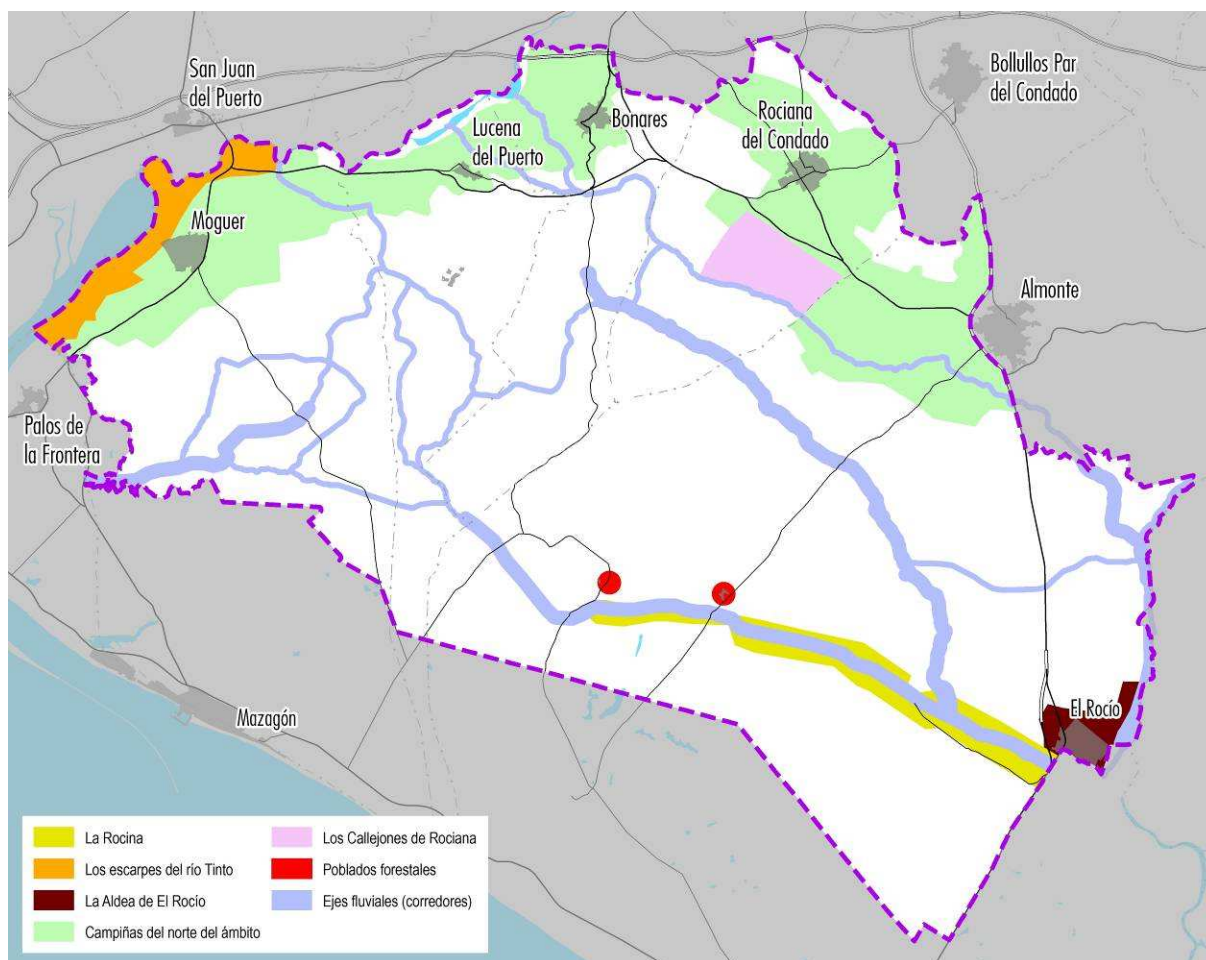 San Juan
del Puerto
Bollullos Par
del Condado
Lucena
del Puerto
Bonares
Rociana
del Condado
Moguer
Almonte
Palos de
la Frontera
Mazagón
El Rocío
La Rocina
Los escarpes del río Tinto
La Aldea de El Rocío
Campiñas del norte del ámbito
Los Callejones de Rociana
Poblados forestales
Ejes fluviales (corredores)